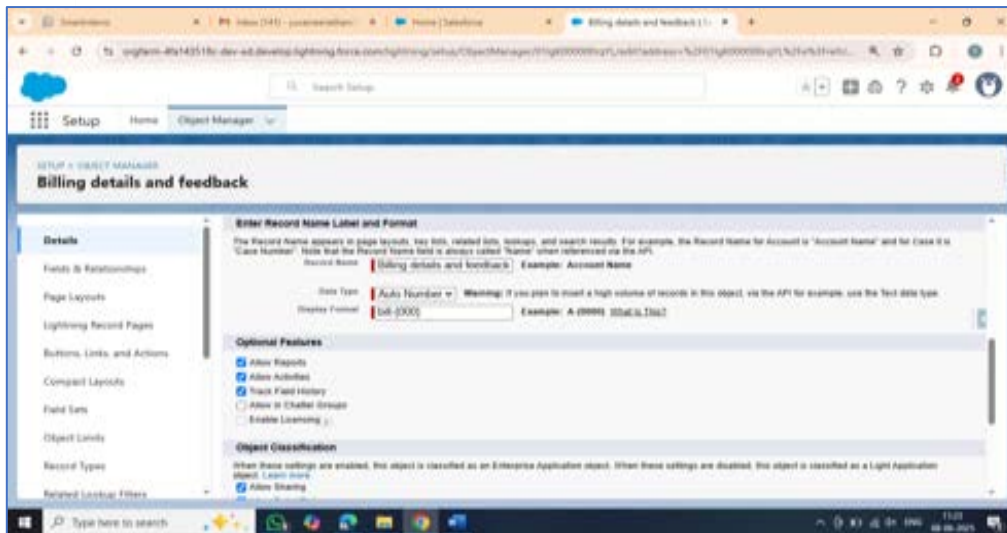 Smartinternz
Home | Salesforce
Billing details and feedback
Search Setup
Setup
Home
Object Manager
SETUP > OBJECT MANAGER
Billing details and feedback
Details
Fields & Relationships
Page Layouts
Lightning Record Pages
Buttons, Links, and Actions
Compact Layouts
Field Sets
Object Limits
Record Types
Related Lookup Filters
Enter Record Name Label and Format
The Record Name appears in page layouts, key lists, related lists, lookups, and search results. For example, the Record Name for Account is "Account Name" and for Case it is
"Case Number". Note that the Record Name field is always called "Name" when referenced via the API.
Record Name Billing details and feedback Example: Account Name
Data Type Auto Number Warning: If you plan to insert a high volume of records in this object, via the API for example, use the Text data type.
Display Format Example: A-{0000} What Is This?
Optional Features
Allow Reports
Allow Activities
Track Field History
Allow in Chatter Groups
Enable Licensing
Object Classification
When these settings are enabled, this object is classified as an Enterprise Application object. When these settings are disabled, this object is classified as a Light Application
object. Learn more
Allow Sharing
Type here to search
ENG